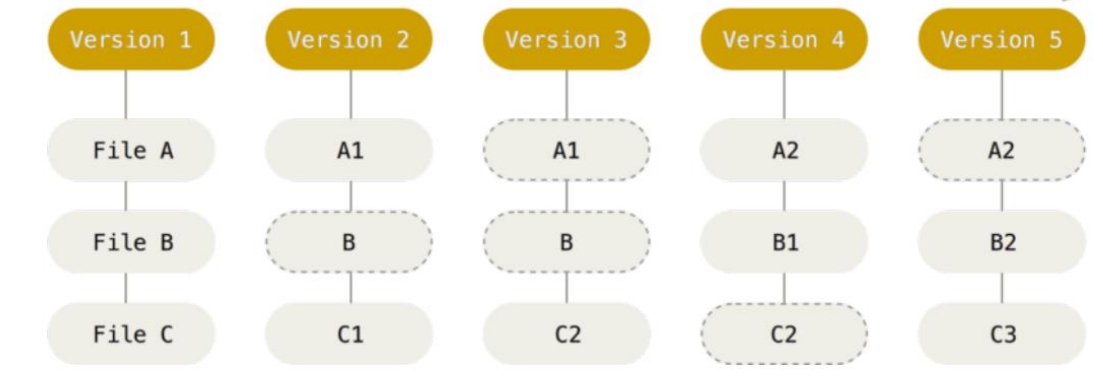 Version 1 Version 2 Version 3 Version 4 Version 5
File A A1 A1 A2 A2
File B B B B1 B2
File C C1 C2 C2 C3